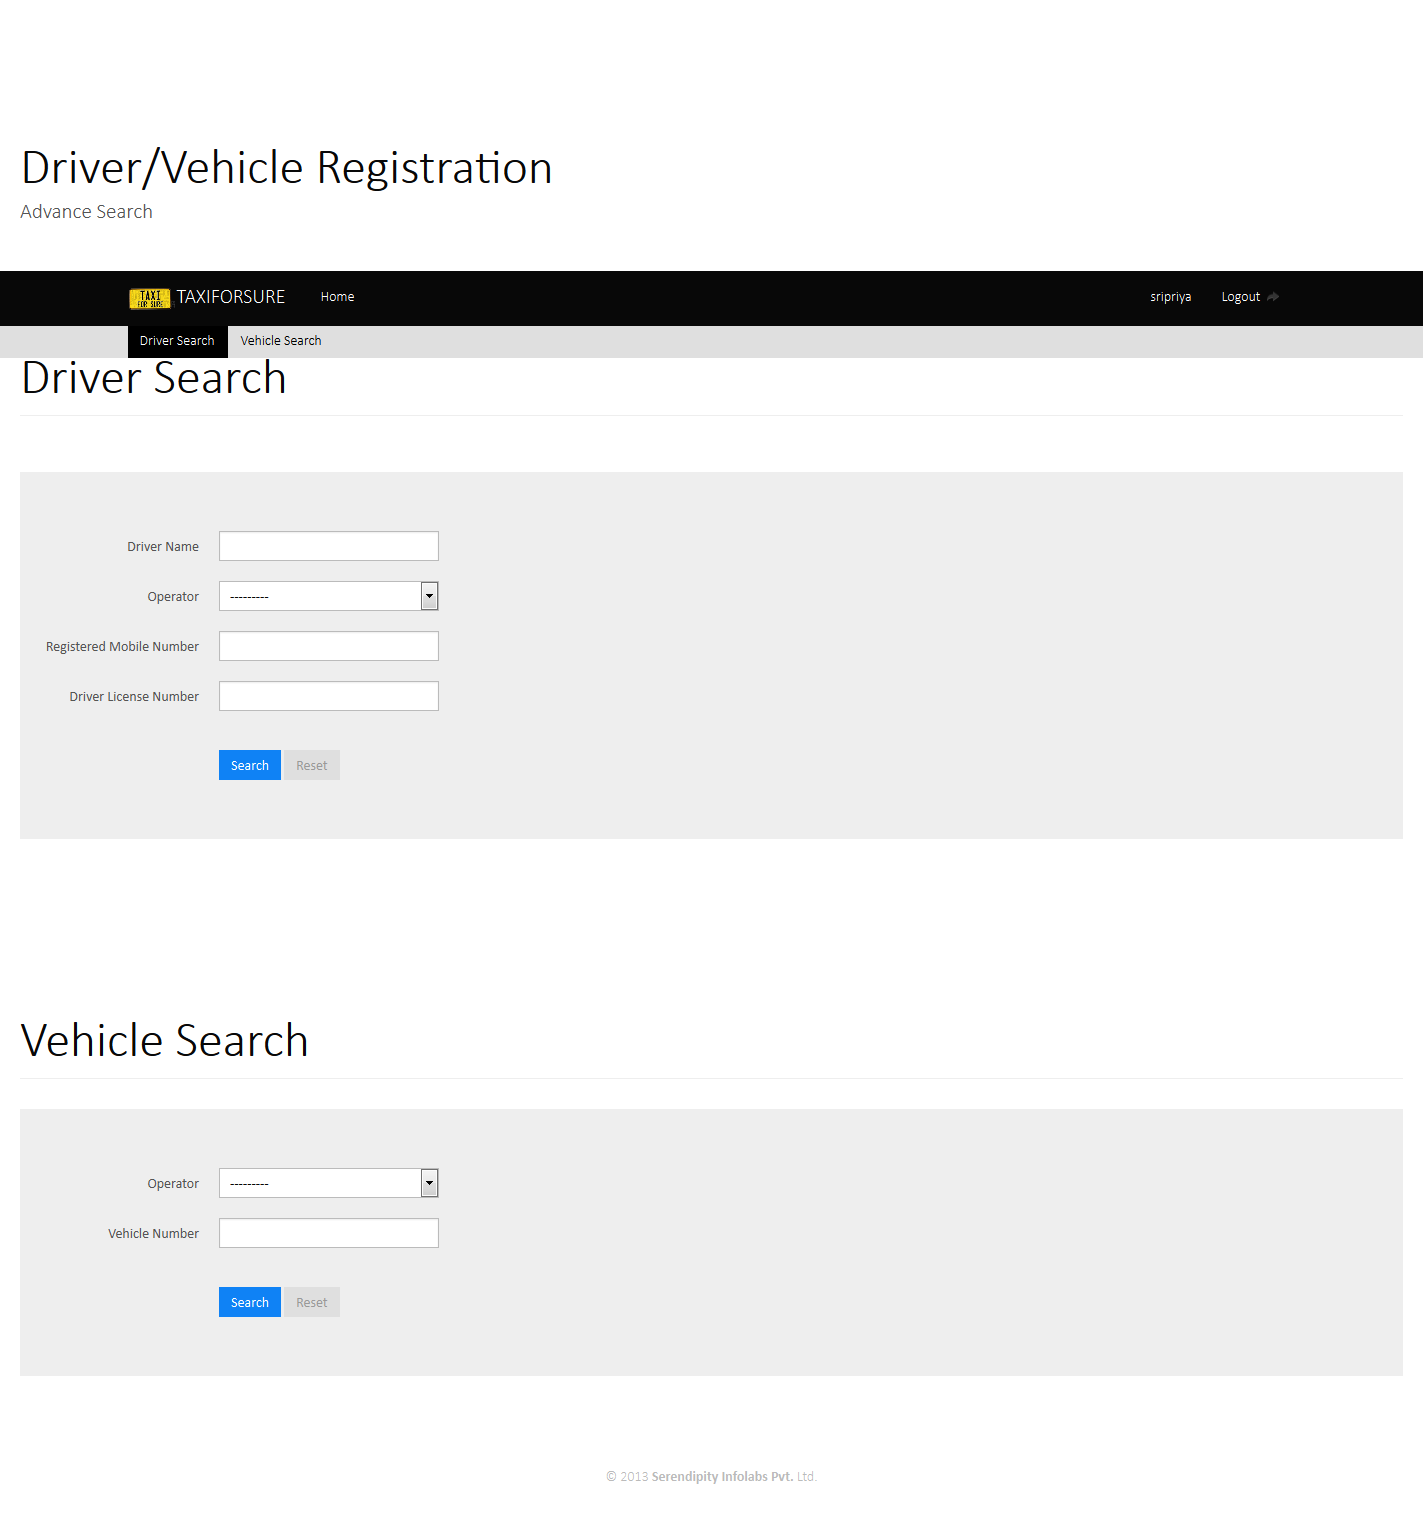 Driver/Vehicle Registration
Advance Search
TAXI
FOR SURE
TAXIFORSURE Home sripriya Logout
Driver Search Vehicle Search
Driver Search
Driver Name
Operator ---------
Registered Mobile Number
Driver License Number
Search Reset
Vehicle Search
Operator ---------
Vehicle Number
Search Reset
© 2013 Serendipity Infolabs Pvt. Ltd.